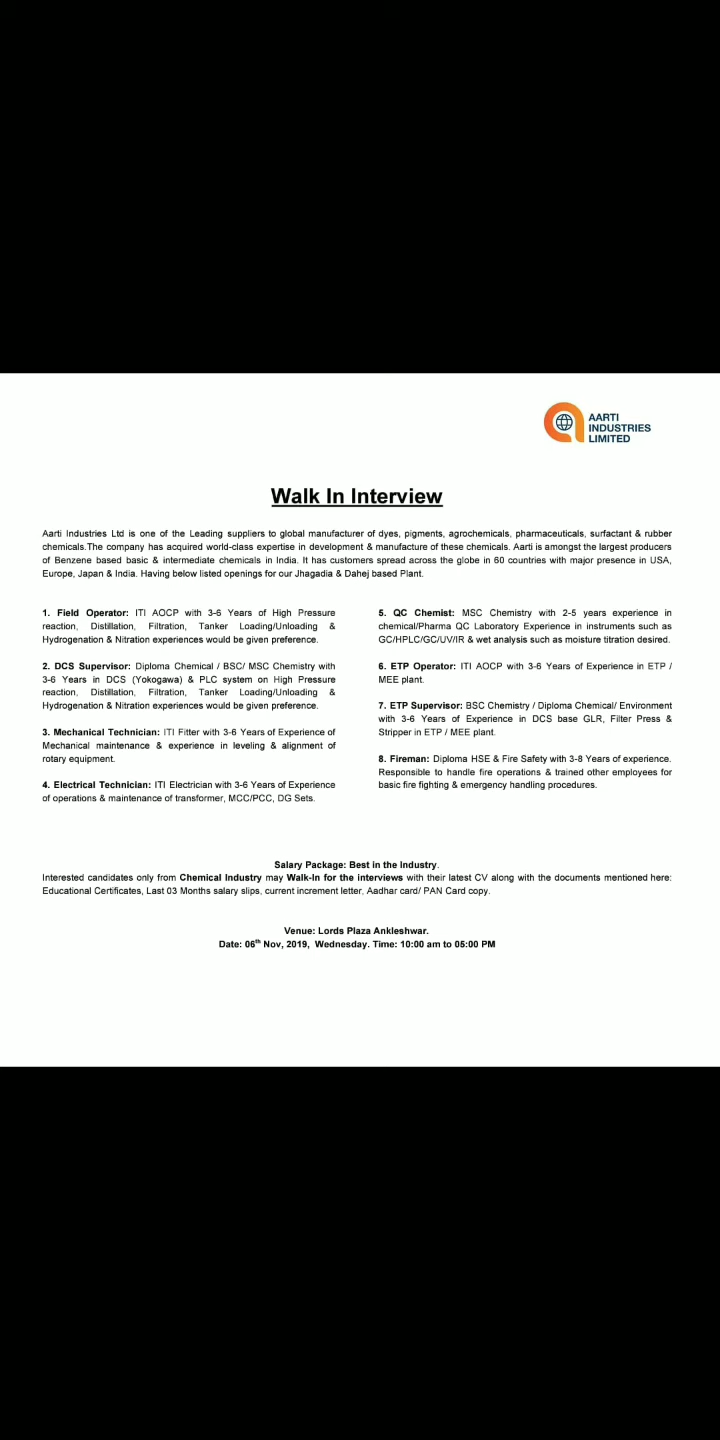 AARTI
INDUSTRIES
LIMITED
Walk In Interview
Aarti Industries Ltd is one of the Leading suppliers to global manufacturer of dyes, pigments, agrochemicals, pharmaceuticals, surfactant & rubber
chemicals.The company has acquired world-class expertise in development & manufacture of these chemicals. Aarti is amongst the largest producers
of Benzene based basic & intermediate chemicals in India. It has customers spread across the globe in 60 countries with major presence in USA,
Europe, Japan & India. Having below listed openings for our Jhagadia & Dahej based Plant.
1. Field Operator: ITI AOCP with 3-6 Years of High Pressure
reaction, Distillation, Filtration, Tanker Loading/Unloading &
Hydrogenation & Nitration experiences would be given preference.
2. DCS Supervisor: Diploma Chemical / BSC/ MSC Chemistry with
3-6 Years in DCS (Yokogawa) & PLC system on High Pressure
reaction, Distillation, Filtration, Tanker Loading/Unloading &
Hydrogenation & Nitration experiences would be given preference.
3. Mechanical Technician: ITI Fitter with 3-6 Years of Experience of
Mechanical maintenance & experience in leveling & alignment of
rotary equipment.
4. Electrical Technician: ITI Electrician with 3-6 Years of Experience
of operations & maintenance of transformer, MCC/PCC, DG Sets.
5. QC Chemist: MSC Chemistry with 2-5 years experience in
chemical/Pharma QC Laboratory Experience in instruments such as
GC/HPLC/GC/UV/IR & wet analysis such as moisture titration desired.
6. ETP Operator: ITI AOCP with 3-6 Years of Experience in ETP /
MEE plant.
7. ETP Supervisor: BSC Chemistry / Diploma Chemical/ Environment
with 3-6 Years of Experience in DCS base GLR, Filter Press &
Stripper in ETP / MEE plant.
8. Fireman: Diploma HSE & Fire Safety with 3-8 Years of experience.
Responsible to handle fire operations & trained other employees for
basic fire fighting & emergency handling procedures.
Salary Package: Best in the Industry.
Interested candidates only from Chemical Industry may Walk-In for the interviews with their latest CV along with the documents mentioned here:
Educational Certificates, Last 03 Months salary slips, current increment letter, Aadhar card/ PAN Card copy.
Venue: Lords Plaza Ankleshwar.
Date: 06th Nov, 2019, Wednesday. Time: 10:00 am to 05:00 PM